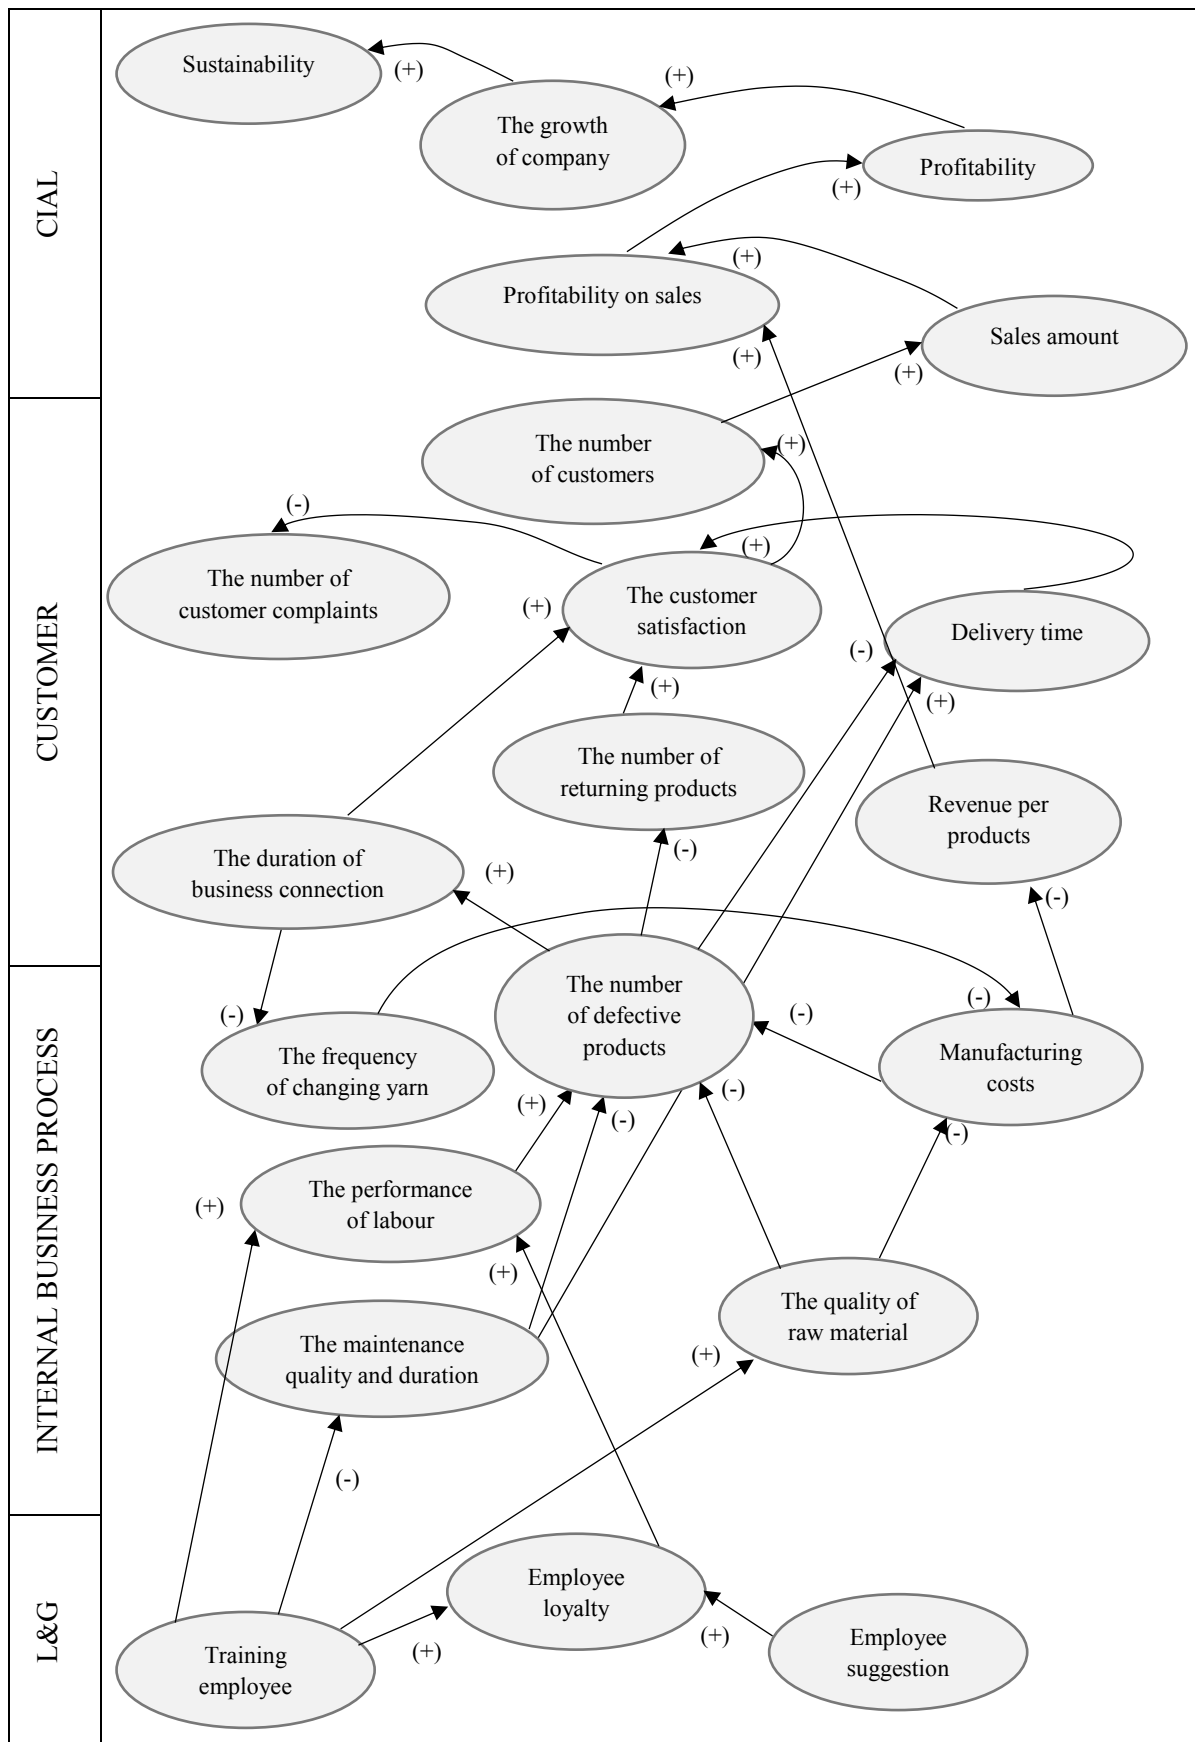 CIAL
Sustainability
(+)
(+)
The growth
of company
Profitability
(+)
(+)
Profitability on sales
Sales amount
(+)
(+)
CUSTOMER
The number
of customers
(+)
(-)
(+)
The number of
customer complaints
(+)
The customer
satisfaction
Delivery time
(-)
(+)
(+)
The number of
returning products
Revenue per
products
(-)
The duration of
business connection
(+)
(-)
INTERNAL BUSINESS PROCESS
(-)
The frequency
of changing yarn
The number
of defective
products
(-)
(-)
Manufacturing
costs
(+)
(-)
(-)
(-)
The performance
of labour
(+)
(+)
The quality of
raw material
The maintenance
quality and duration
(+)
(-)
L&G
Employee
loyalty
(+)
(+)
Training
employee
Employee
suggestion